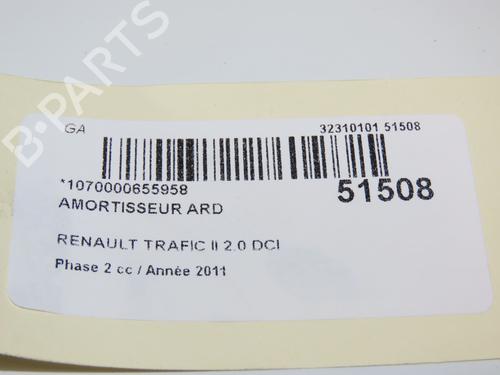 B-PARTS
GA 32310101 51508
*1070000655958
51508
AMORTISSEUR ARD
RENAULT TRAFIC II 2.0 DCI
Phase 2 cc / Année 2011